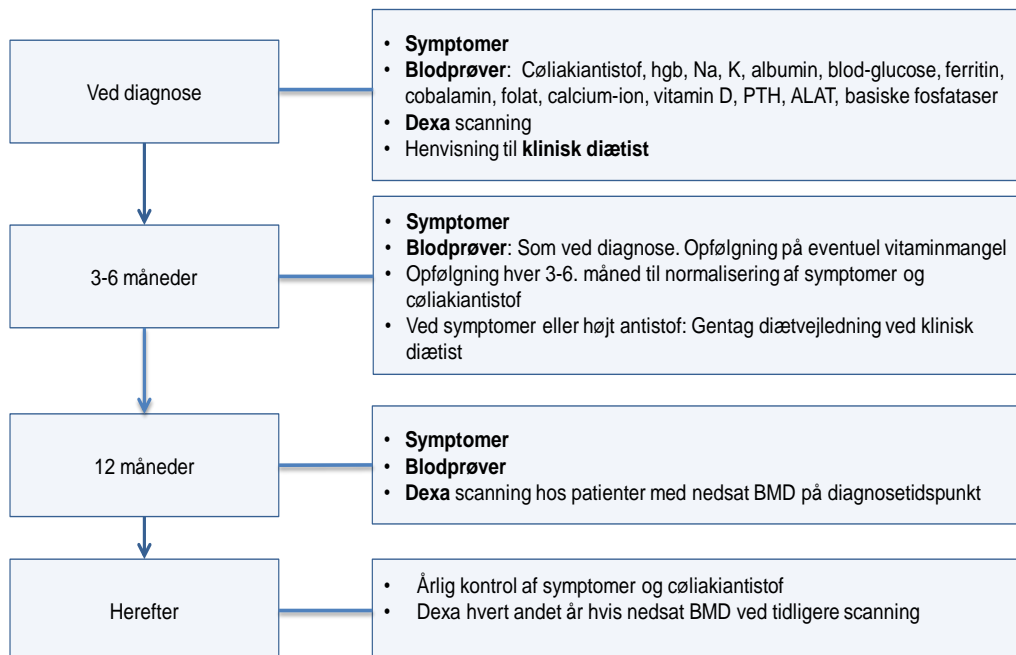 Ved diagnose
• Symptomer
• Blodprøver: Cøliakiantistof, hgb, Na, K, albumin, blod-glucose, ferritin,
cobalamin, folat, calcium-ion, vitamin D, PTH, ALAT, basiske fosfataser
• Dexa scanning
• Henvisning til klinisk diætist
3-6 måneder
• Symptomer
• Blodprøver: Som ved diagnose. Opfølgning på eventuel vitaminmangel
• Opfølgning hver 3-6. måned til normalisering af symptomer og
cøliakiantistof
• Ved symptomer eller højt antistof: Gentag diætvejledning ved klinisk
diætist
12 måneder
• Symptomer
• Blodprøver
• Dexa scanning hos patienter med nedsat BMD på diagnosetidspunkt
Herefter
• Årlig kontrol af symptomer og cøliakiantistof
• Dexa hvert andet år hvis nedsat BMD ved tidligere scanning